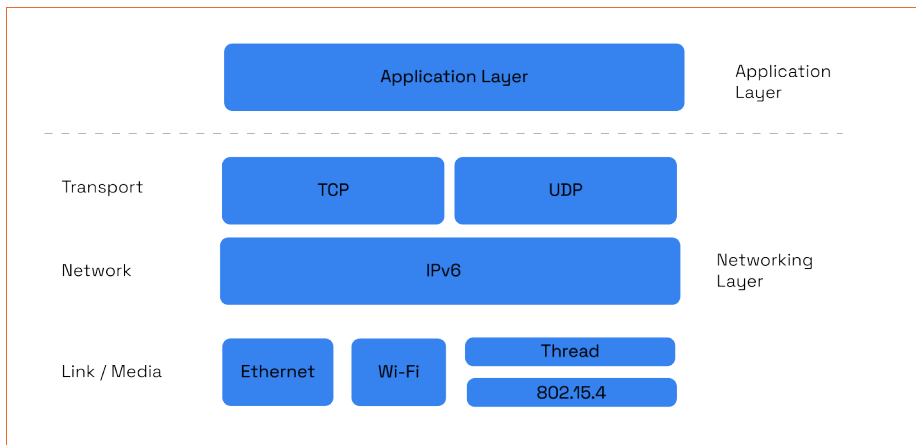 Application Layer
Application
Layer
Transport
TCP
UDP
Network
IPv6
Networking
Layer
Link / Media
Ethernet
Wi-Fi
Thread
802.15.4